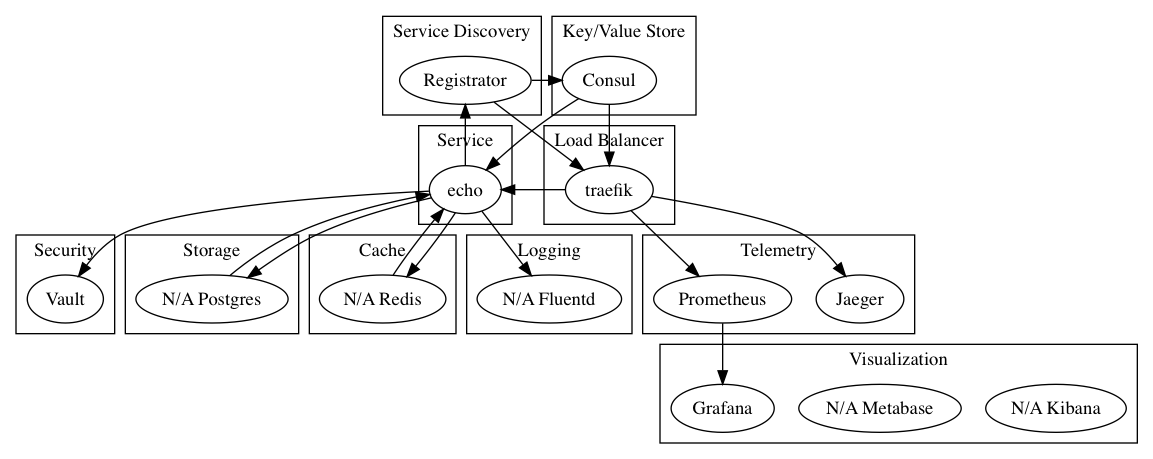 Service Discovery
Key/Value Store
Registrator
Consul
Service
Load Balancer
echo
traefik
Security
Storage
Cache
Logging
Telemetry
Vault
N/A Postgres
N/A Redis
N/A Fluentd
Prometheus
Jaeger
Visualization
Grafana
N/A Metabase
N/A Kibana